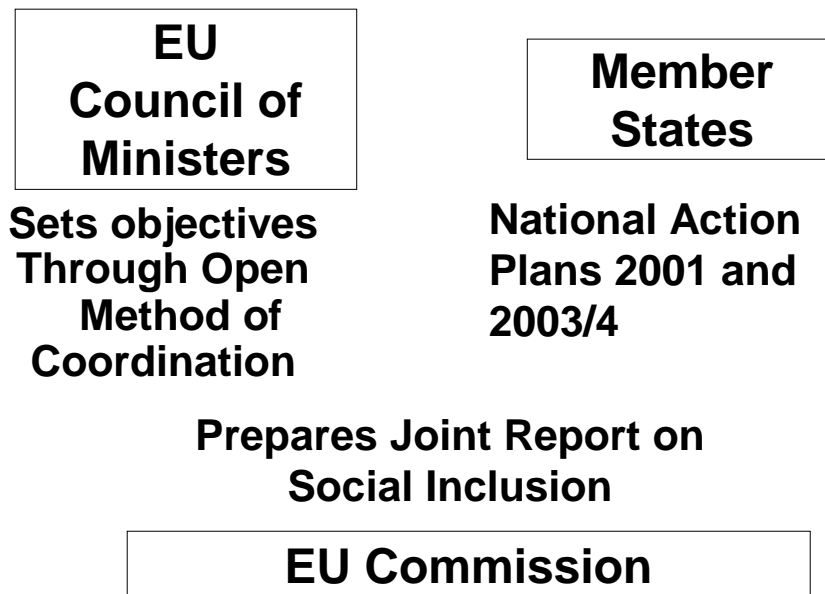 EU
Council of
Ministers
Member
States
Sets objectives
Through Open
Method of
Coordination
National Action
Plans 2001 and
2003/4
Prepares Joint Report on
Social Inclusion
EU Commission